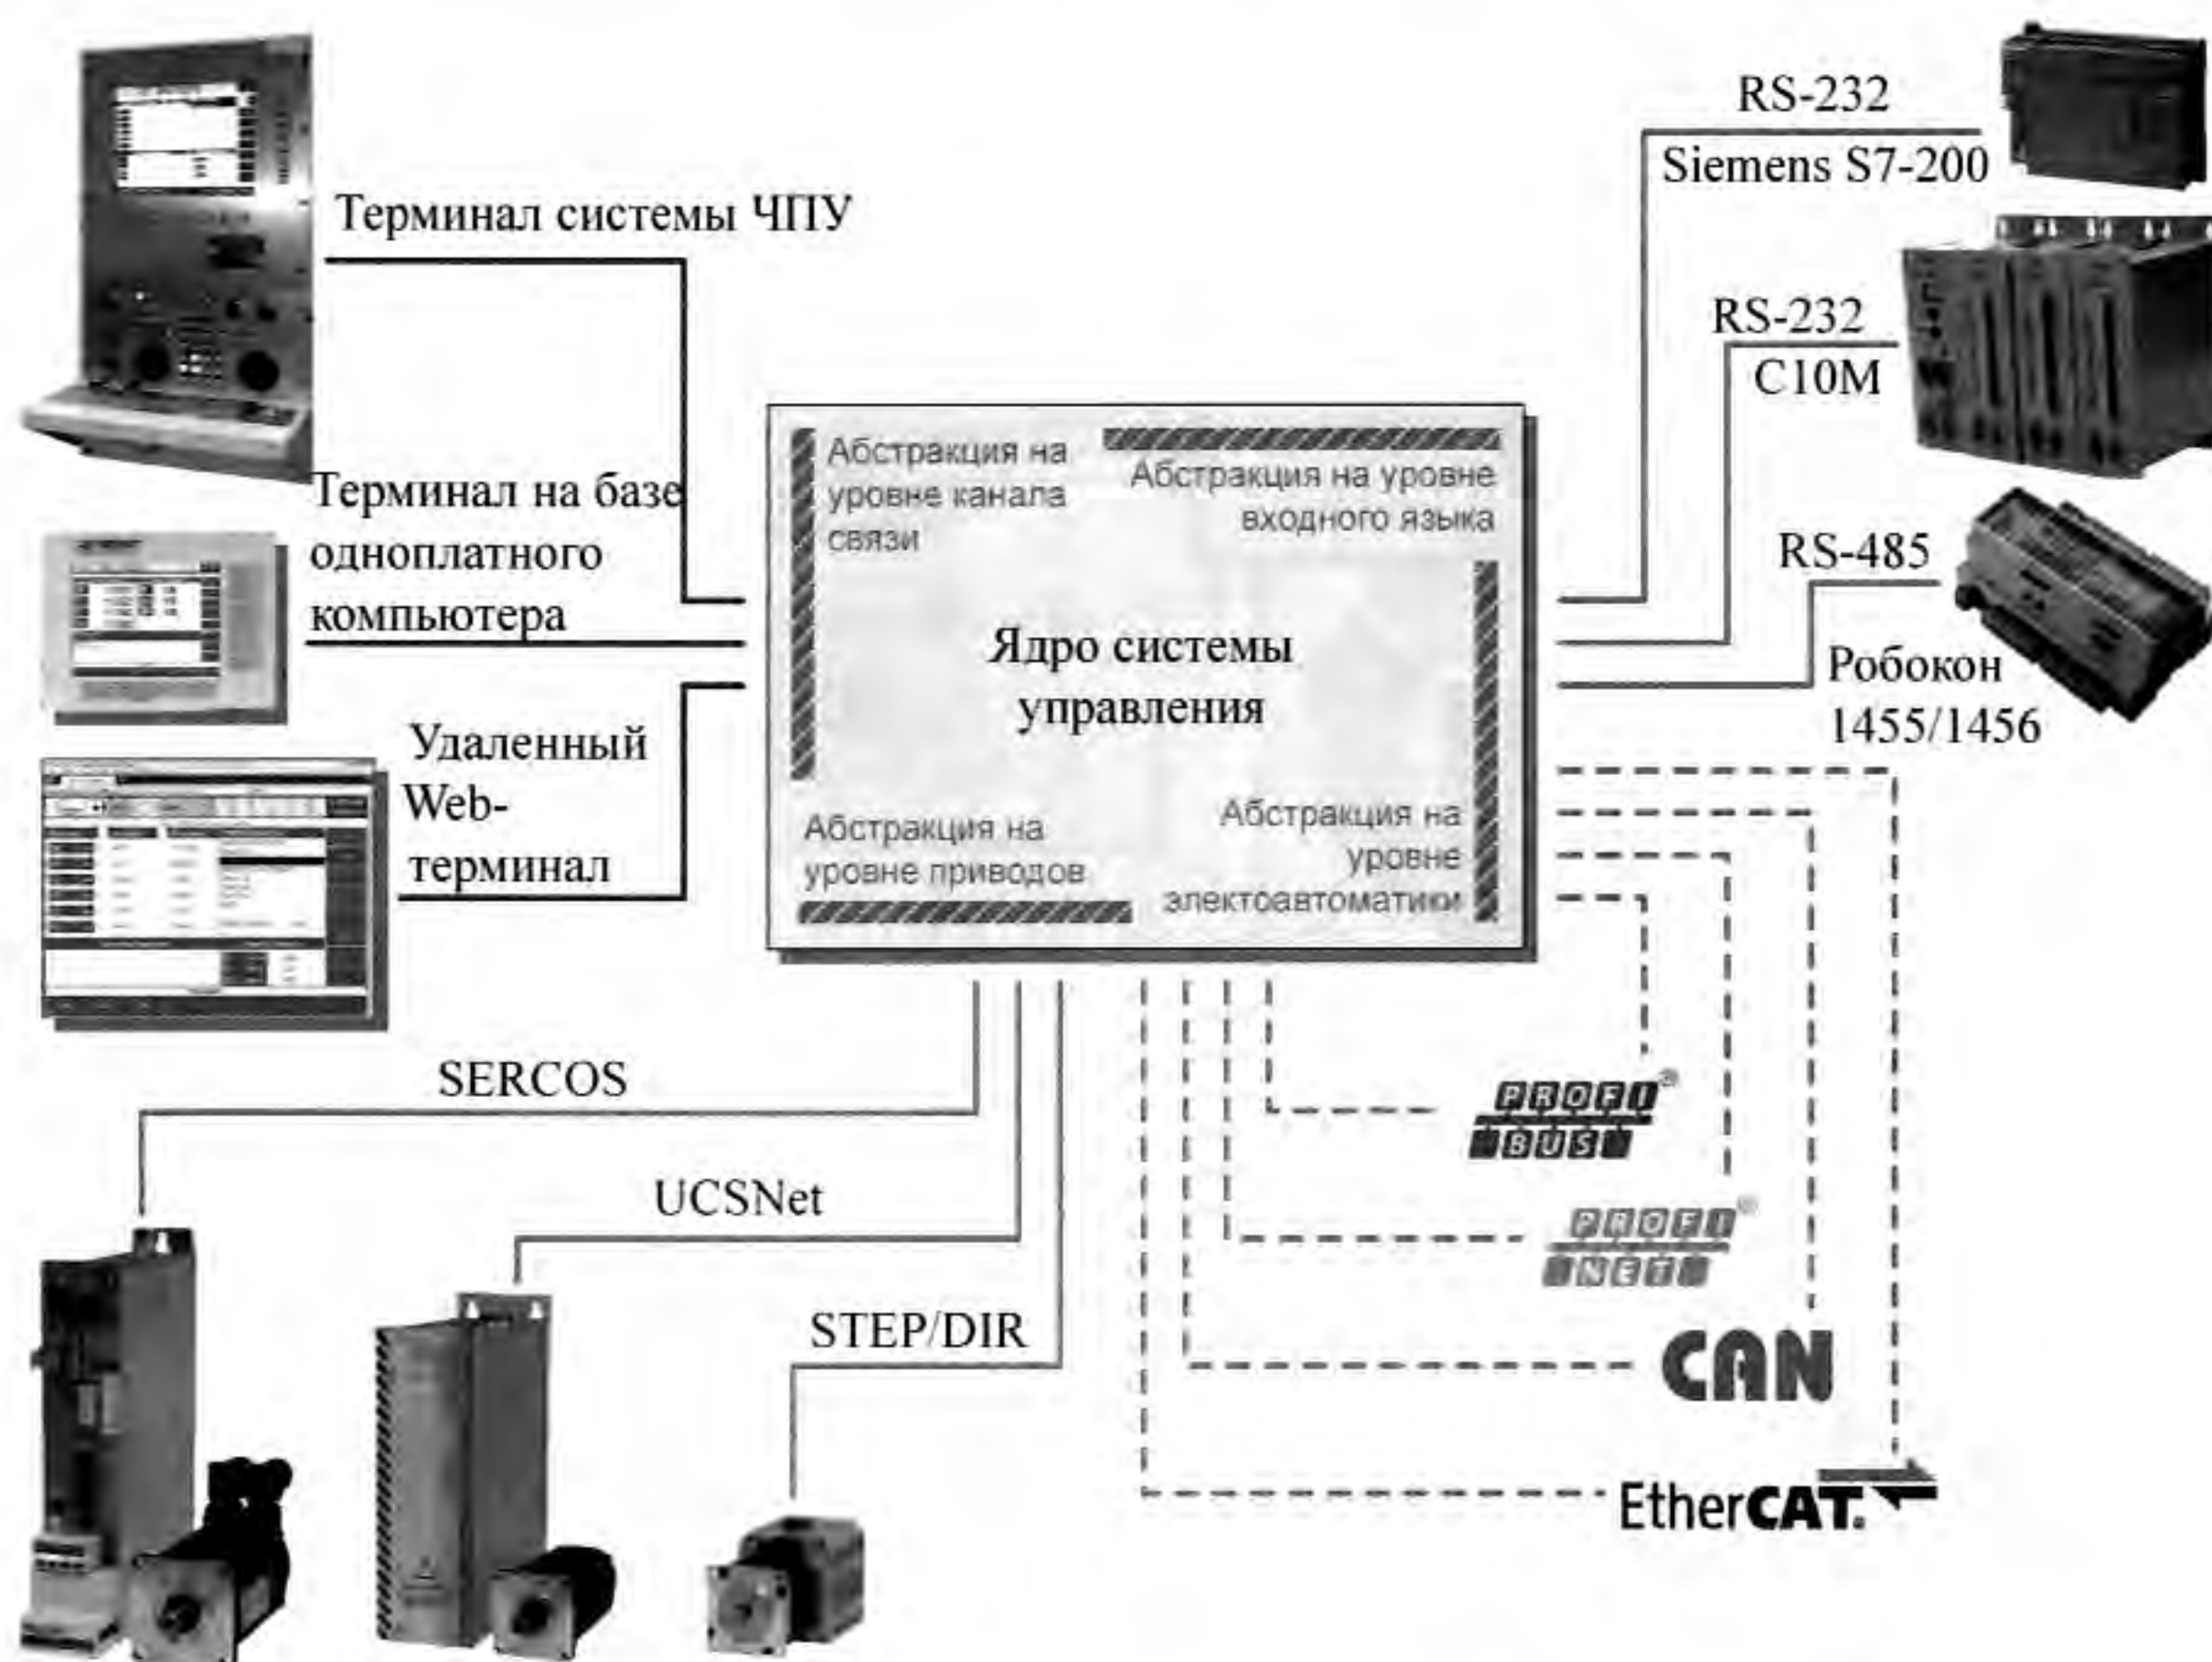 Терминал системы ЧПУ
Терминал на базе
одноплатного
компьютера
Удаленный
Web-
терминал
Абстракция на
уровне канала
связи
Абстракция на уровне
входного языка
Ядро системы
управления
Абстракция на
уровне приводов
Абстракция на
уровне
электоавтоматики
RS-232
Siemens S7-200
RS-232
C10M
RS-485
Робокон
1455/1456
SERCOS
UCSNet
STEP/DIR
PROFI®
BUS
PROFI®
NET
CAN
EtherCAT.